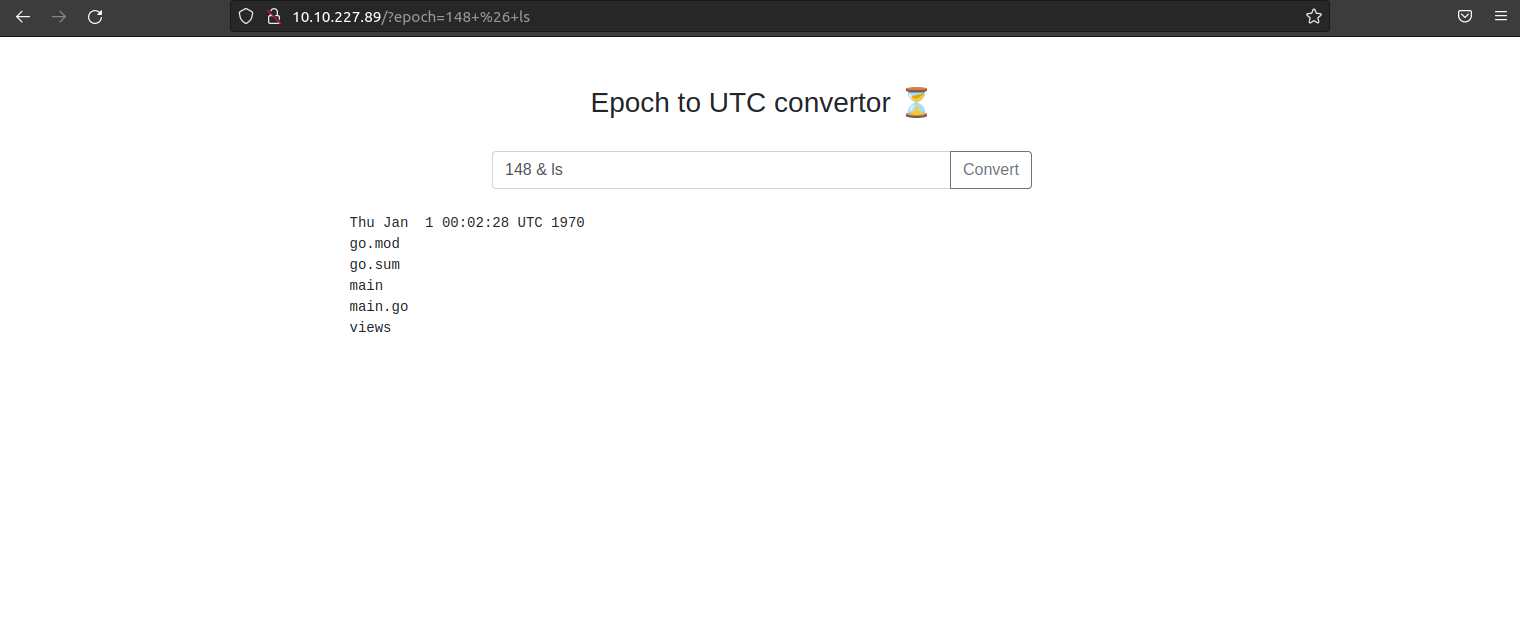 10.10.227.89/?epoch=148+%26+ls
Epoch to UTC convertor ⏳
148 & ls
Convert
Thu Jan  1 00:02:28 UTC 1970
go.mod
go.sum
main
main.go
views